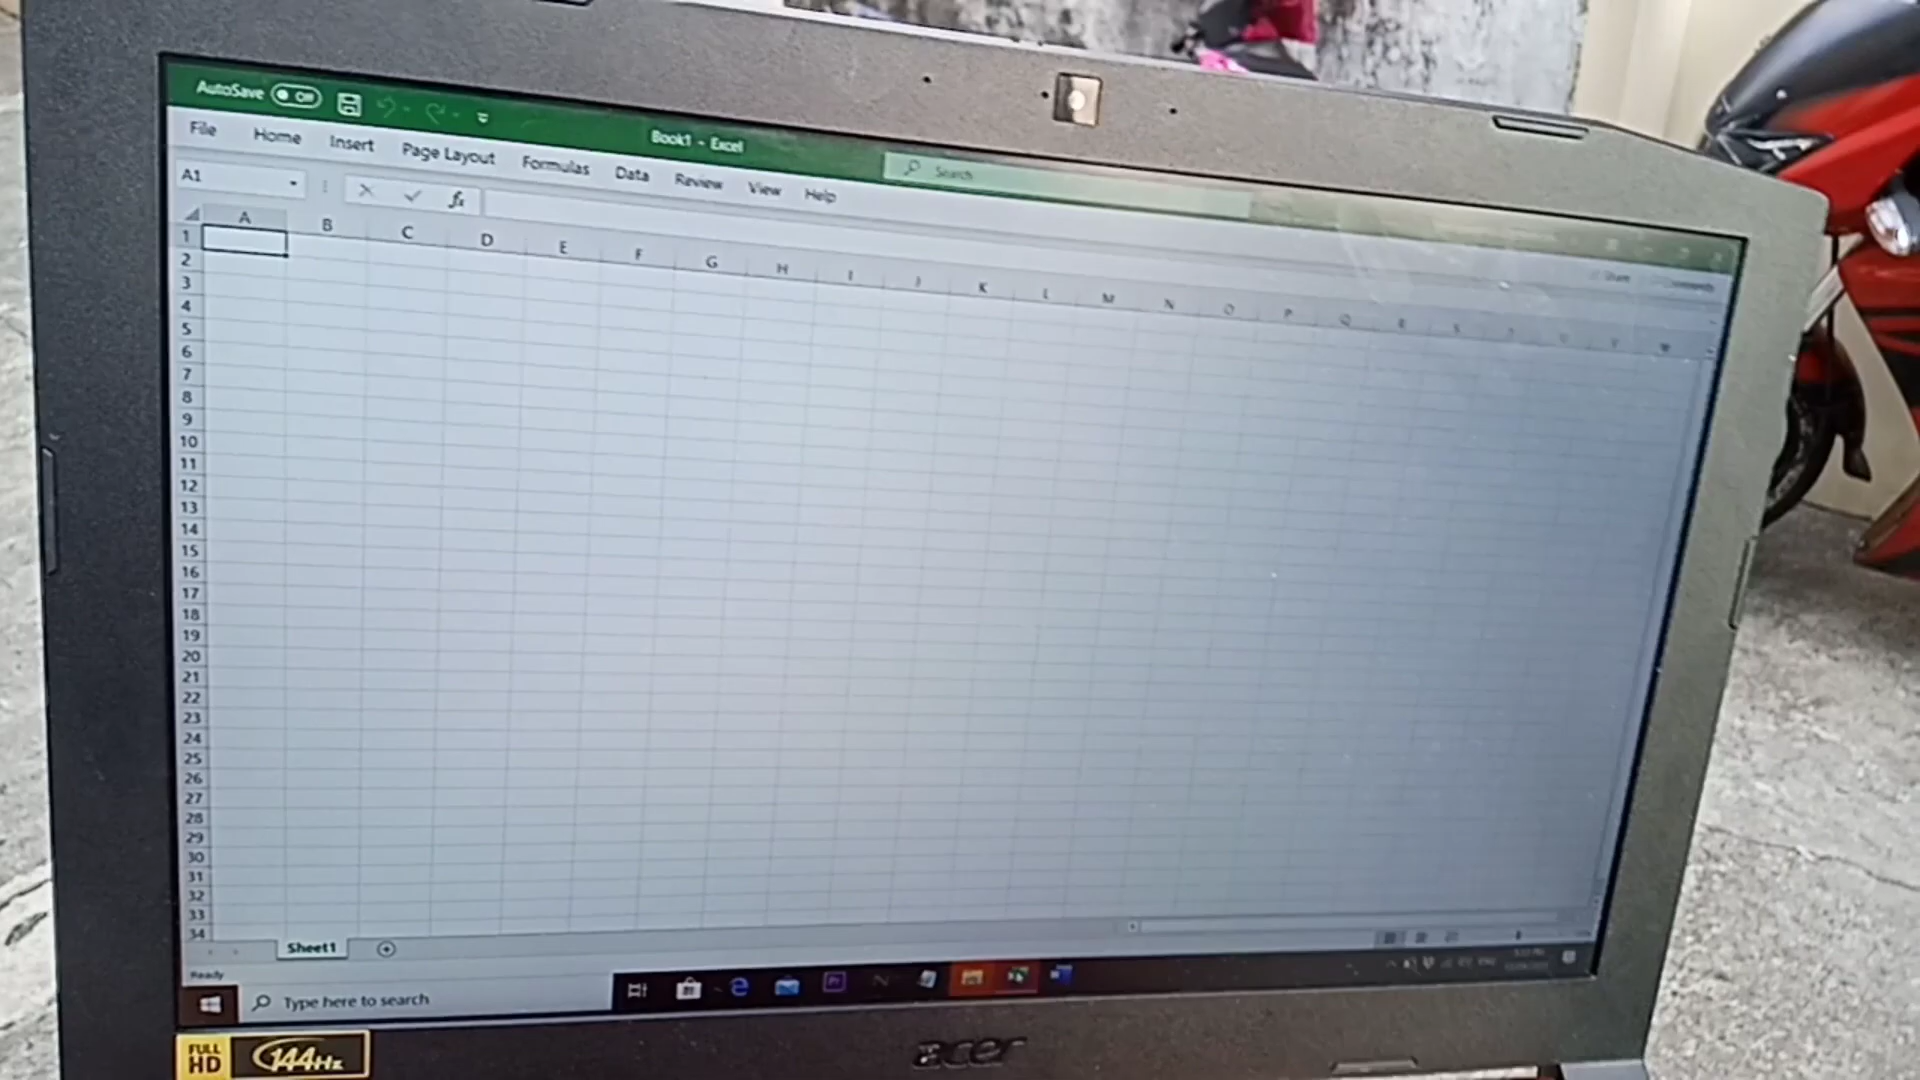 AutoSave Off
Book1 - Excel
Search
File Home Insert Page Layout Formulas Data Review View Help
Share
A1
fx
A B C D E F G H I J K L M N O P Q R S
1
2
3
4
5
6
7
8
9
10
11
12
13
14
15
16
17
18
19
20
21
22
23
24
25
26
27
28
29
30
31
32
33
34
Sheet1
Ready
Type here to search
Pr
FULL HD 144Hz
acer